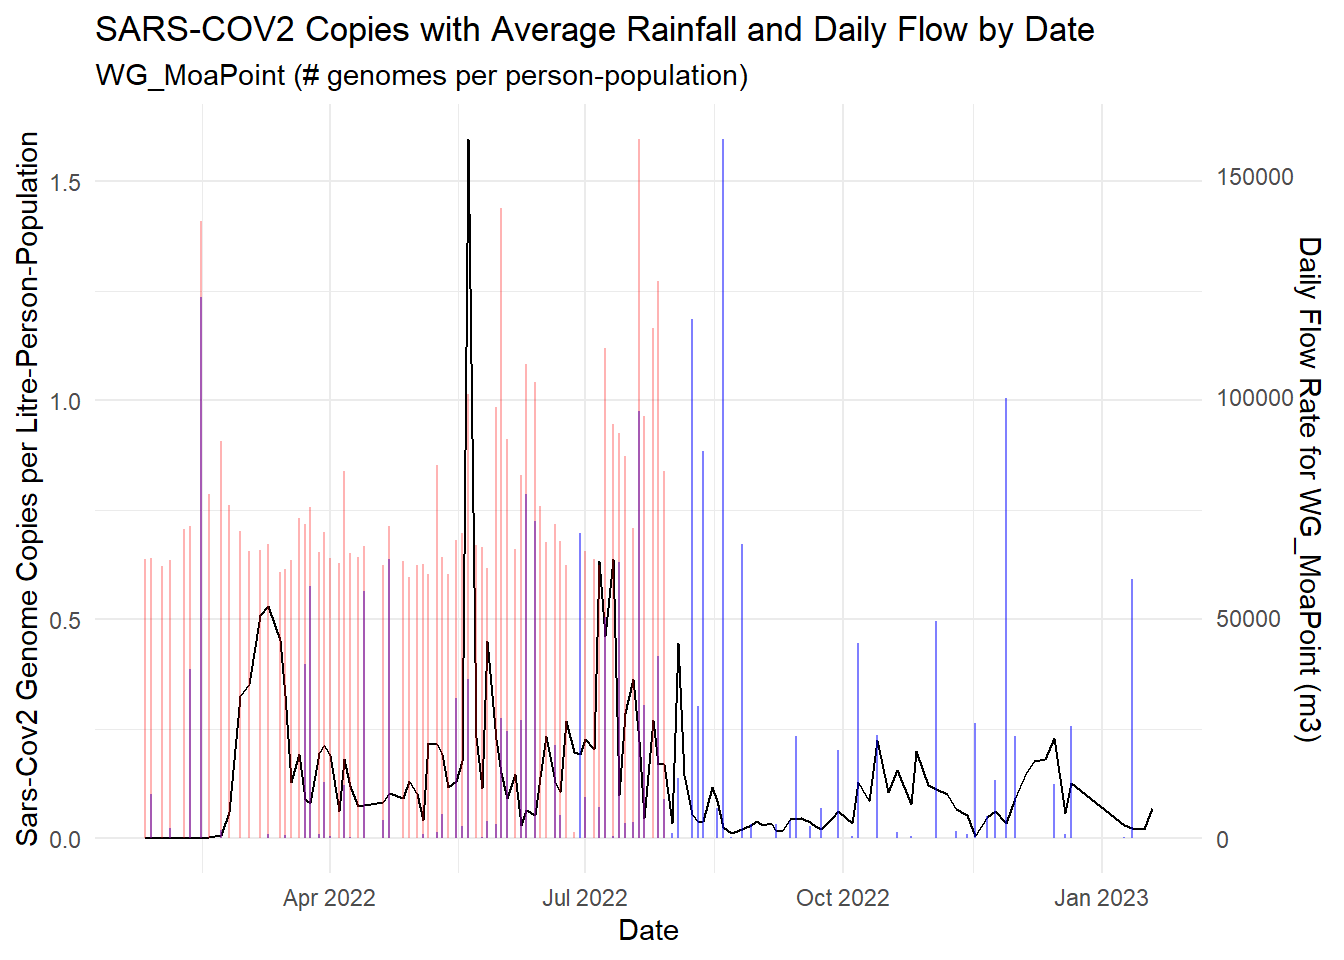 SARS-COV2 Copies with Average Rainfall and Daily Flow by Date
WG_MoaPoint (# genomes per person-population)
Sars-Cov2 Genome Copies per Litre-Person-Population
1.5
1.0
0.5
0.0
150000
100000
50000
0
Daily Flow Rate for WG_MoaPoint (m3)
Apr 2022
Jul 2022
Oct 2022
Jan 2023
Date